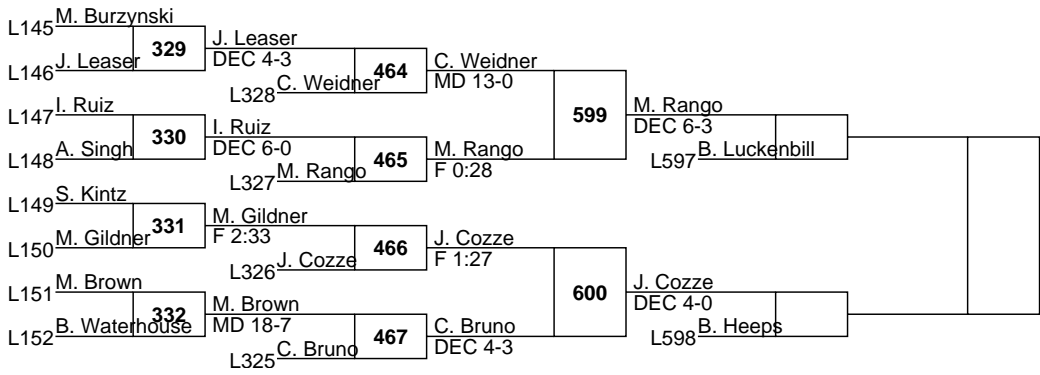 L145 M. Burzynski
329
J. Leaser
DEC 4-3
L146 J. Leaser
464
C. Weidner
MD 13-0
L328 C. Weidner
L147 I. Ruiz
599
M. Rango
DEC 6-3
330
I. Ruiz
DEC 6-0
L148 A. Singh
465
M. Rango
F 0:28
L597 B. Luckenbill
L327 M. Rango
L149 S. Kintz
331
M. Gildner
F 2:33
L150 M. Gildner
466
J. Cozze
F 1:27
L326 J. Cozze
L151 M. Brown
600
J. Cozze
DEC 4-0
332
M. Brown
MD 18-7
L152 B. Waterhouse
467
C. Bruno
DEC 4-3
L598 B. Heeps
L325 C. Bruno